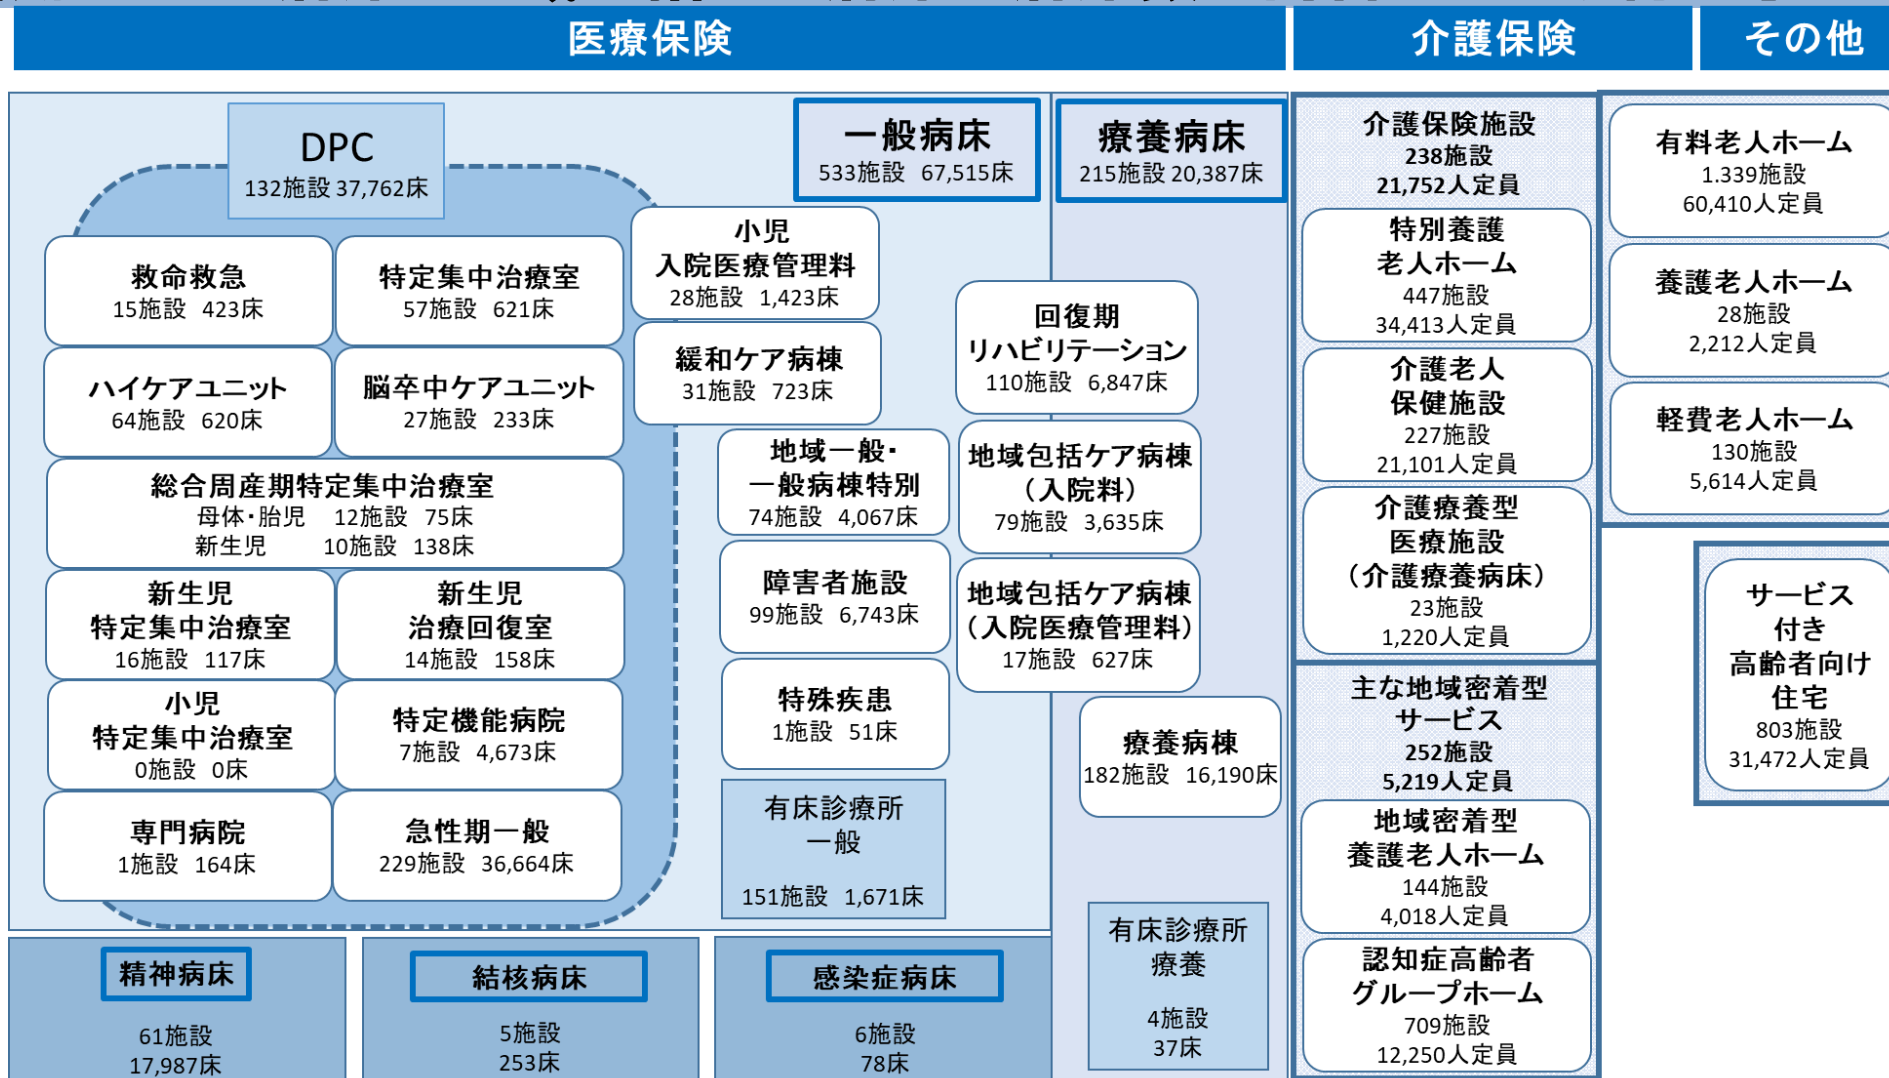 医療保険
介護保険
その他
DPC
132施設 37,762床
一般病床
533施設 67,515床
療養病床
215施設 20,387床
救命救急
15施設 423床
特定集中治療室
57施設 621床
ハイケアユニット
64施設 620床
脳卒中ケアユニット
27施設 233床
総合周産期特定集中治療室
母体・胎児 12施設 75床
新生児 10施設 138床
新生児
特定集中治療室
16施設 117床
新生児
治療回復室
14施設 158床
小児
特定集中治療室
0施設 0床
特定機能病院
7施設 4,673床
専門病院
1施設 164床
急性期一般
229施設 36,664床
小児
入院医療管理料
28施設 1,423床
緩和ケア病棟
31施設 723床
地域一般・
一般病棟特別
74施設 4,067床
障害者施設
99施設 6,743床
特殊疾患
1施設 51床
有床診療所
一般
151施設 1,671床
回復期
リハビリテーション
110施設 6,847床
地域包括ケア病棟
（入院料）
79施設 3,635床
地域包括ケア病棟
（入院医療管理料）
17施設 627床
療養病棟
182施設 16,190床
有床診療所
療養
4施設
37床
精神病床
61施設
17,987床
結核病床
5施設
253床
感染症病床
6施設
78床
介護保険施設
238施設
21,752人定員
特別養護
老人ホーム
447施設
34,413人定員
介護老人
保健施設
227施設
21,101人定員
介護療養型
医療施設
（介護療養病床）
23施設
1,220人定員
主な地域密着型
サービス
252施設
5,219人定員
地域密着型
養護老人ホーム
144施設
4,018人定員
認知症高齢者
グループホーム
709施設
12,250人定員
有料老人ホーム
1.339施設
60,410人定員
養護老人ホーム
28施設
2,212人定員
軽費老人ホーム
130施設
5,614人定員
サービス
付き
高齢者向け
住宅
803施設
31,472人定員